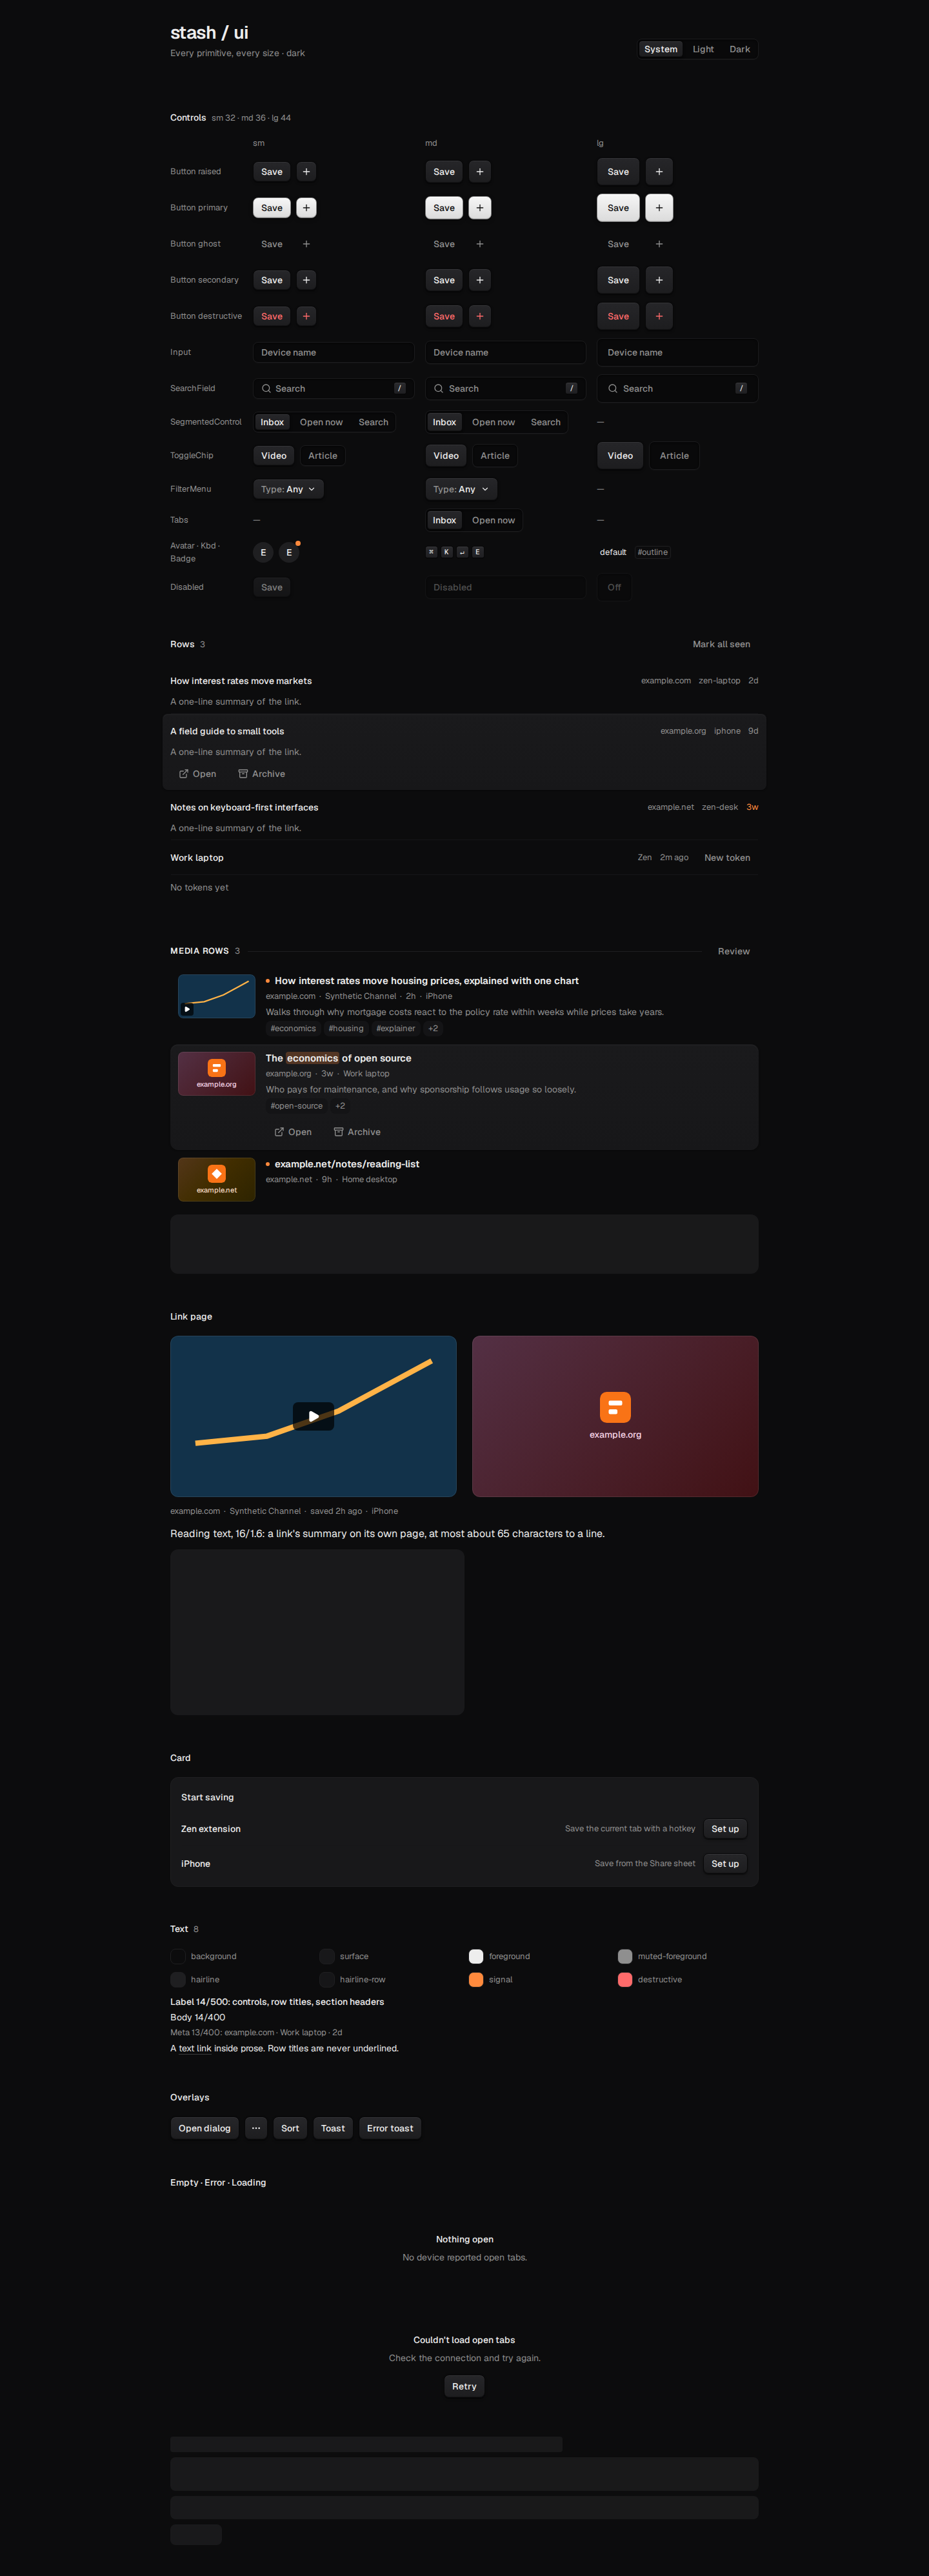 stash / ui
Every primitive, every size · dark
System Light Dark
Controls sm 32 · md 36 · lg 44
sm md lg
Button raised Save + Save + Save +
Button primary Save + Save + Save +
Button ghost Save + Save + Save +
Button secondary Save + Save + Save +
Button destructive Save + Save + Save +
Input Device name Device name Device name
SearchField Search / Search / Search /
SegmentedControl Inbox Open now Search Inbox Open now Search —
ToggleChip Video Article Video Article Video Article
FilterMenu Type: Any Type: Any —
Tabs — Inbox Open now —
Avatar · Kbd · Badge E E ⌘ K ↵ E default #outline
Disabled Save Disabled Off
Rows 3 Mark all seen
How interest rates move markets example.com zen-laptop 2d
A one-line summary of the link.
A field guide to small tools example.org iphone 9d
A one-line summary of the link.
Open Archive
Notes on keyboard-first interfaces example.net zen-desk 3w
A one-line summary of the link.
Work laptop Zen 2m ago New token
No tokens yet
MEDIA ROWS 3 Review
How interest rates move housing prices, explained with one chart
example.com · Synthetic Channel · 2h · iPhone
Walks through why mortgage costs react to the policy rate within weeks while prices take years.
#economics #housing #explainer +2
example.org
The economics of open source
example.org · 3w · Work laptop
Who pays for maintenance, and why sponsorship follows usage so loosely.
#open-source +2
Open Archive
example.net
example.net/notes/reading-list
example.net · 9h · Home desktop
Link page
example.org
example.com · Synthetic Channel · saved 2h ago · iPhone
Reading text, 16/1.6: a link's summary on its own page, at most about 65 characters to a line.
Card
Start saving
Zen extension Save the current tab with a hotkey Set up
iPhone Save from the Share sheet Set up
Text 8
background surface foreground muted-foreground
hairline hairline-row signal destructive
Label 14/500: controls, row titles, section headers
Body 14/400
Meta 13/400: example.com · Work laptop · 2d
A text link inside prose. Row titles are never underlined.
Overlays
Open dialog ··· Sort Toast Error toast
Empty · Error · Loading
Nothing open
No device reported open tabs.
Couldn't load open tabs
Check the connection and try again.
Retry